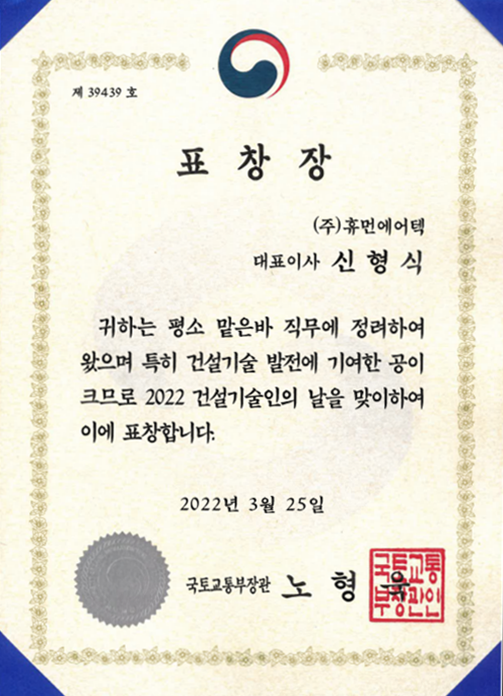 제 39439 호
표 창 장
(주)휴먼에어텍
대표이사 신 형 식
귀하는 평소 맡은바 직무에 정려하여
왔으며 특히 건설기술 발전에 기여한 공이
크므로 2022 건설기술인의 날을 맞이하여
이에 표창합니다.
2022년 3월 25일
국토교통부장관 노 형 욱
국토교통
부장관인